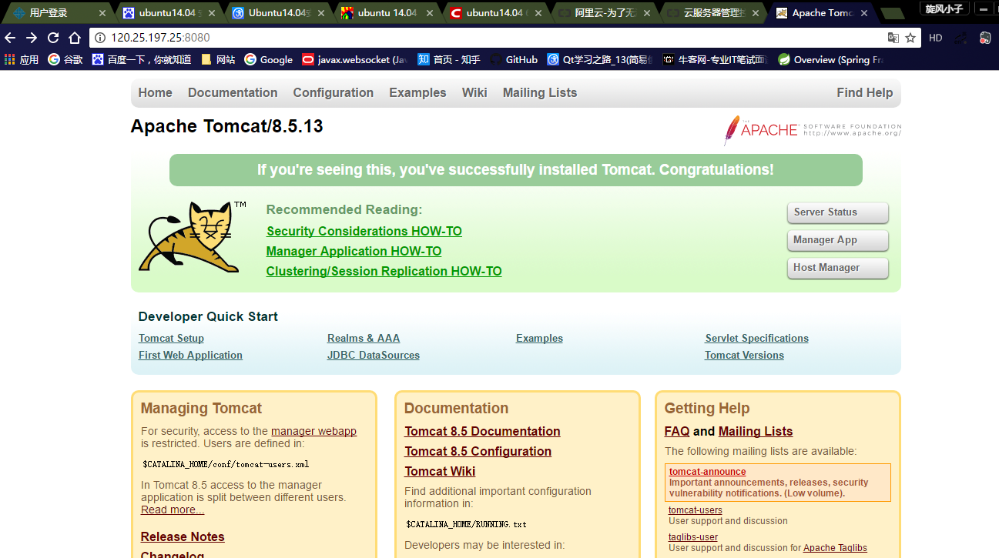 用户登录 ubuntu14.04 Ubuntu14.04 ubuntu 14.04 ubuntu14.04 阿里云-为了无 云服务器管理控 Apache Tomc 旋风小子
120.25.197.25:8080 HD
应用 谷歌 百度一下，你就知道 网站 Google javax.websocket (Jav 首页 - 知乎 GitHub Qt学习之路_13(简易 牛客网-专业IT笔试面 Overview (Spring Fra
Home Documentation Configuration Examples Wiki Mailing Lists Find Help
Apache Tomcat/8.5.13
THE APACHE SOFTWARE FOUNDATION
http://www.apache.org/
If you're seeing this, you've successfully installed Tomcat. Congratulations!
TM
Recommended Reading:
Security Considerations HOW-TO
Manager Application HOW-TO
Clustering/Session Replication HOW-TO
Server Status
Manager App
Host Manager
Developer Quick Start
Tomcat Setup Realms & AAA Examples Servlet Specifications
First Web Application JDBC DataSources Tomcat Versions
Managing Tomcat
For security, access to the manager webapp
is restricted. Users are defined in:
$CATALINA_HOME/conf/tomcat-users.xml
In Tomcat 8.5 access to the manager
application is split between different users.
Read more...
Release Notes
Changelog
Documentation
Tomcat 8.5 Documentation
Tomcat 8.5 Configuration
Tomcat Wiki
Find additional important configuration
information in:
$CATALINA_HOME/RUNNING.txt
Developers may be interested in:
Getting Help
FAQ and Mailing Lists
The following mailing lists are available:
tomcat-announce
Important announcements, releases, security
vulnerability notifications. (Low volume).
tomcat-users
User support and discussion
taglibs-user
User support and discussion for Apache Taglibs